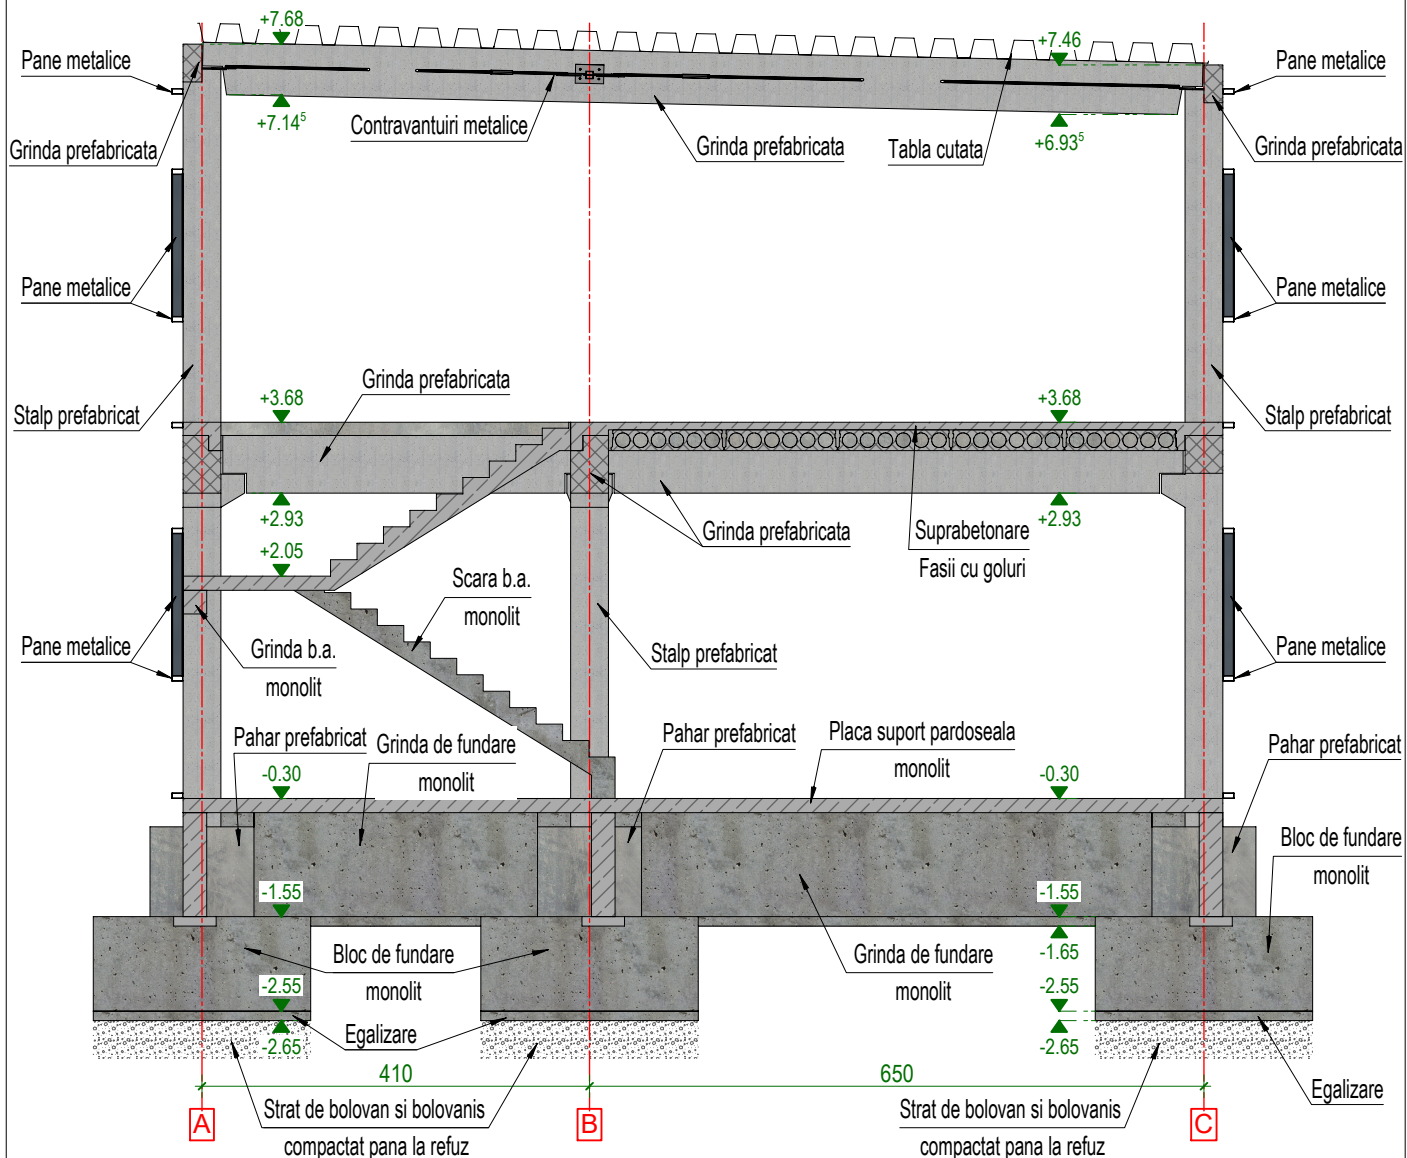 +7.68
+7.46
Pane metalice
Pane metalice
+7.14⁵
Contravantuiri metalice
Grinda prefabricata
Tabla cutata
+6.93⁵
Grinda prefabricata
Grinda prefabricata
Pane metalice
Pane metalice
Grinda prefabricata
+3.68
+3.68
Stalp prefabricat
Stalp prefabricat
+2.93
Grinda prefabricata
Suprabetonare
Fasii cu goluri
+2.93
+2.05
Scara b.a.
monolit
Pane metalice
Grinda b.a.
monolit
Stalp prefabricat
Pane metalice
Pahar prefabricat
Grinda de fundare
monolit
Pahar prefabricat
Placa suport pardoseala
monolit
Pahar prefabricat
-0.30
-0.30
Bloc de fundare
monolit
-1.55
-1.55
Bloc de fundare
monolit
Grinda de fundare
monolit
-1.65
-2.55
-2.55
Egalizare
-2.65
-2.65
410
650
Egalizare
A
Strat de bolovan si bolovanis
compactat pana la refuz
B
Strat de bolovan si bolovanis
compactat pana la refuz
C